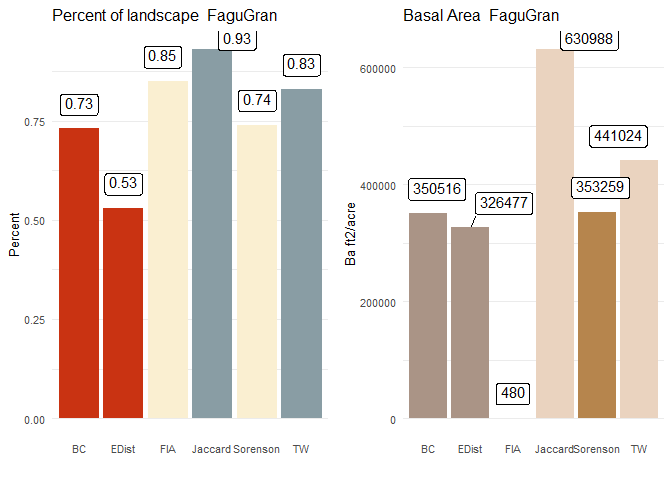 Percent of landscape  FaguGran
0.93
0.85
0.83
0.73
0.74
0.53
0.75
0.50
0.25
0.00
Percent
BC
EDist
FIA
Jaccard
Sorenson
TW
Basal Area  FaguGran
630988
441024
350516
353259
326477
480
600000
400000
200000
0
Ba ft2/acre
BC
EDist
FIA
Jaccard
Sorenson
TW